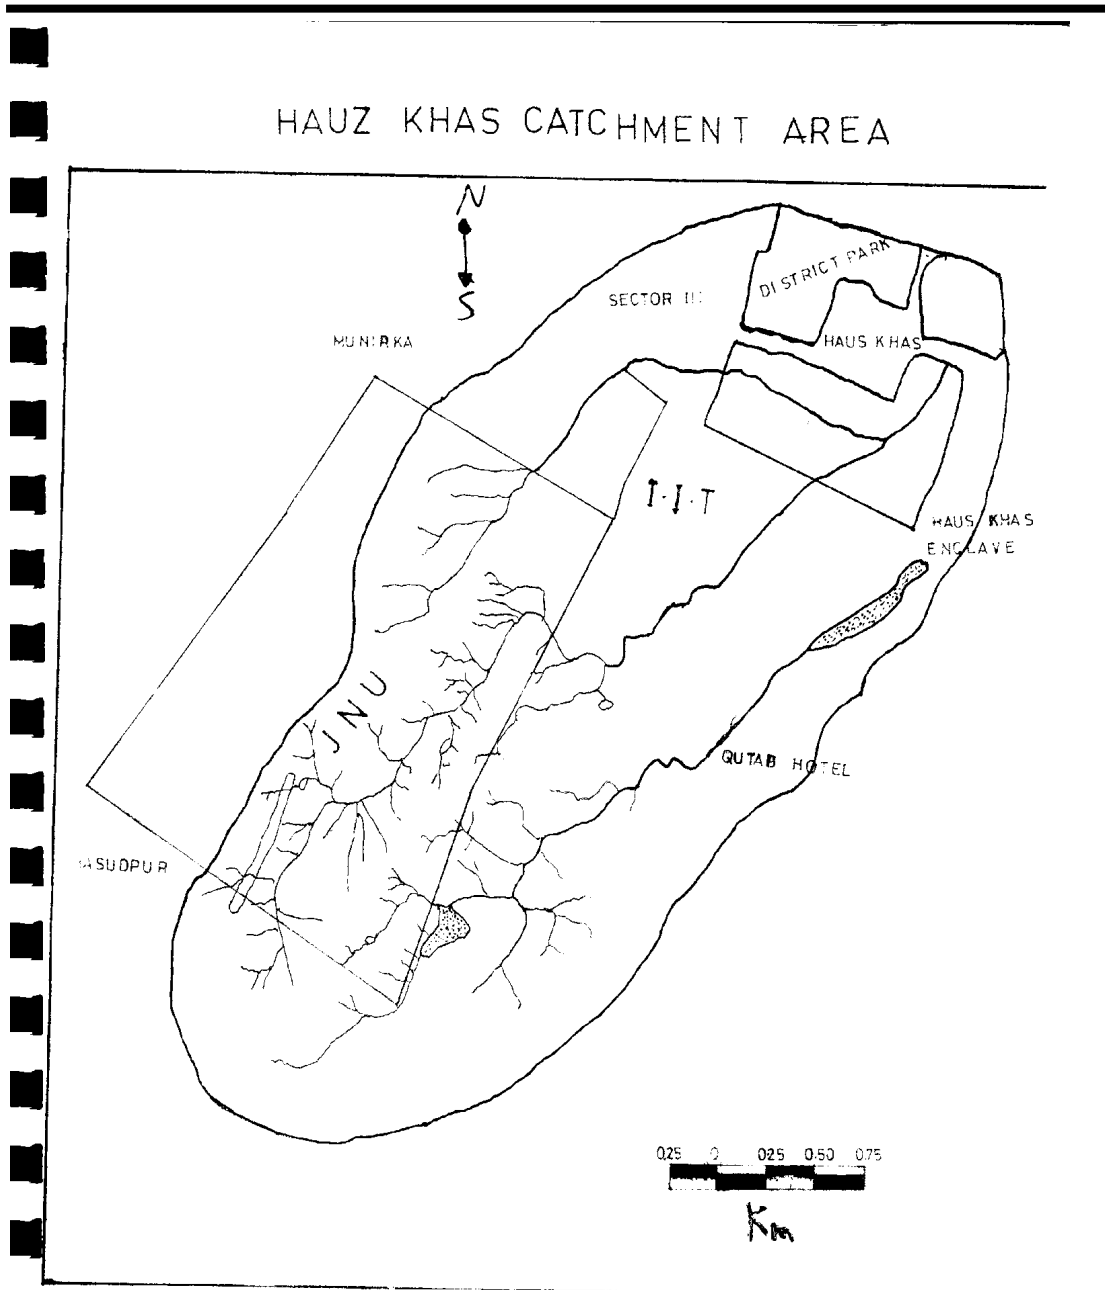 HAUZ KHAS CATCHMENT AREA
N
S
DISTRICT PARK
SECTOR III
MUNIRKA
HAUS KHAS
I.I.T
HAUS KHAS
ENCLAVE
JNU
QUTAB HOTEL
ASUDPUR
0.25 0 0.25 0.50 0.75
Km